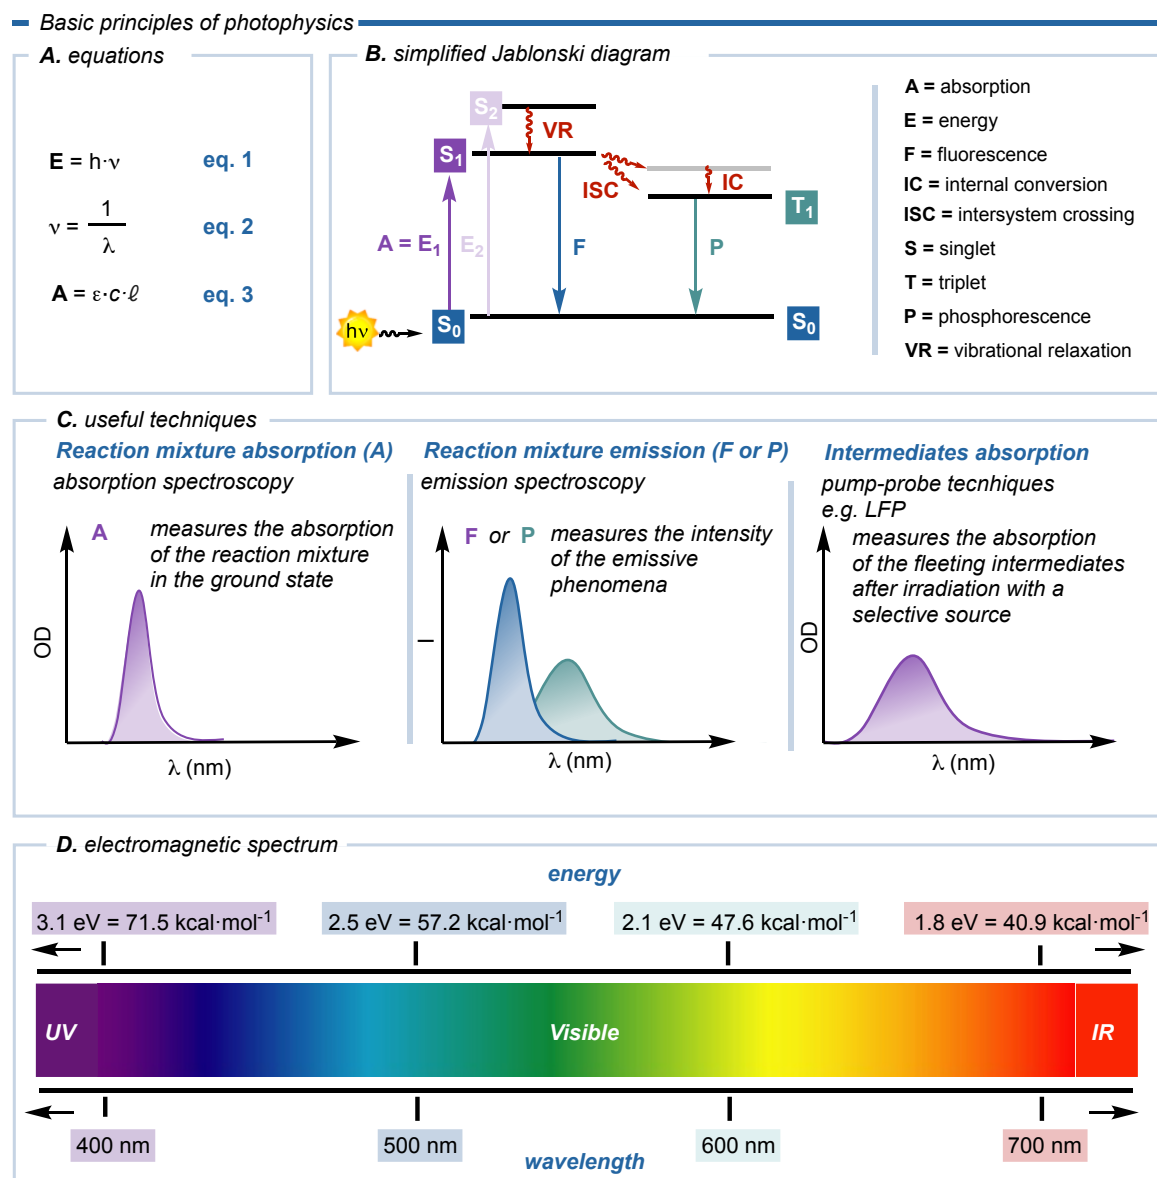 Basic principles of photophysics
A. equations
E = h·ν eq. 1
ν = 1/λ eq. 2
A = ε·c·ℓ eq. 3
B. simplified Jablonski diagram
S2
VR
S1
ISC
IC
T1
A = E1
E2
F
P
hν
S0
S0
A = absorption
E = energy
F = fluorescence
IC = internal conversion
ISC = intersystem crossing
S = singlet
T = triplet
P = phosphorescence
VR = vibrational relaxation
C. useful techniques
Reaction mixture absorption (A)
absorption spectroscopy
A
measures the absorption
of the reaction mixture
in the ground state
OD
λ (nm)
Reaction mixture emission (F or P)
emission spectroscopy
F or P
measures the intensity
of the emissive
phenomena
I
λ (nm)
Intermediates absorption
pump-probe tecnhiques
e.g. LFP
measures the absorption
of the fleeting intermediates
after irradiation with a
selective source
OD
λ (nm)
D. electromagnetic spectrum
energy
3.1 eV = 71.5 kcal·mol-1
2.5 eV = 57.2 kcal·mol-1
2.1 eV = 47.6 kcal·mol-1
1.8 eV = 40.9 kcal·mol-1
UV
Visible
IR
400 nm
500 nm
600 nm
700 nm
wavelength